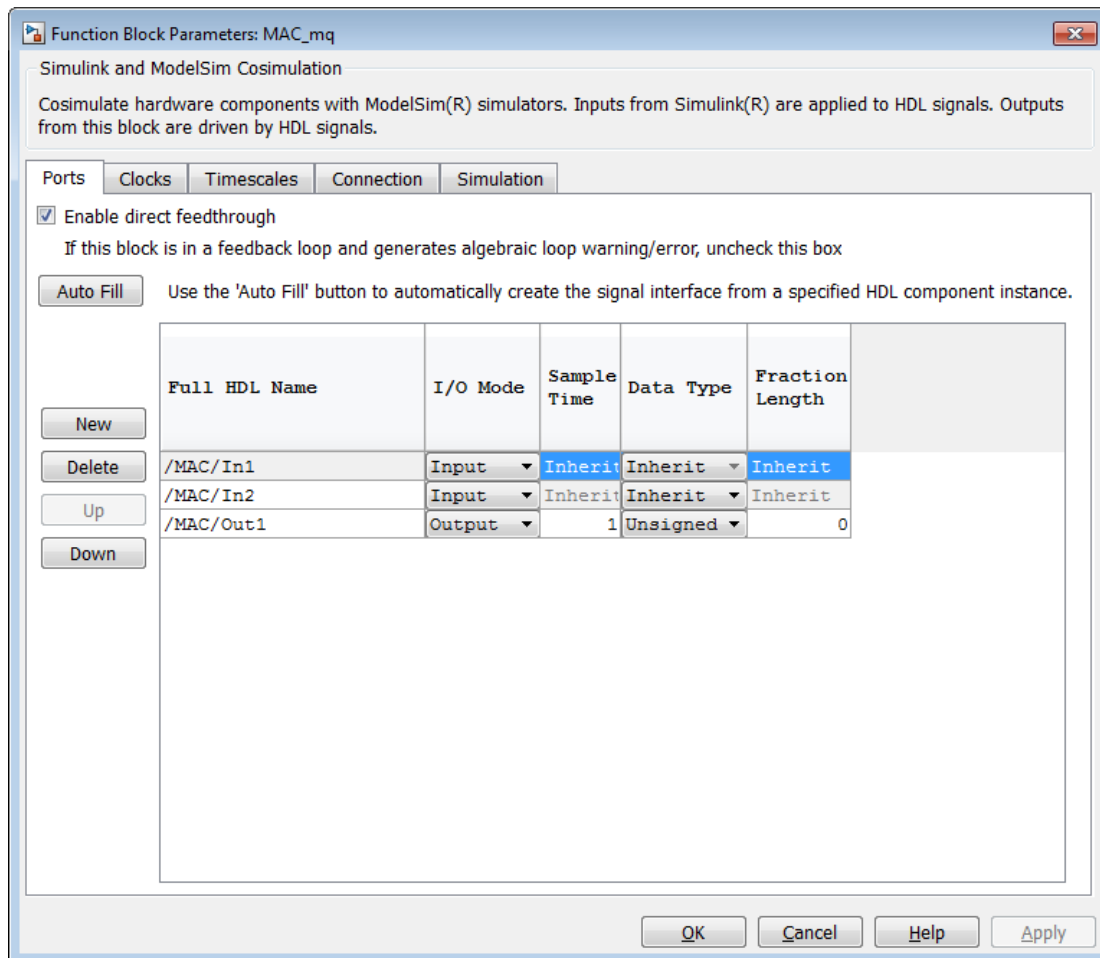 Function Block Parameters: MAC_mq
Simulink and ModelSim Cosimulation
Cosimulate hardware components with ModelSim(R) simulators. Inputs from Simulink(R) are applied to HDL signals. Outputs
from this block are driven by HDL signals.
Ports Clocks Timescales Connection Simulation
Enable direct feedthrough
If this block is in a feedback loop and generates algebraic loop warning/error, uncheck this box
Auto Fill Use the 'Auto Fill' button to automatically create the signal interface from a specified HDL component instance.
Full HDL Name I/O Mode Sample Time Data Type Fraction Length
New
Delete /MAC/In1 Input Inherit Inherit Inherit
/MAC/In2 Input Inherit Inherit Inherit
Up
/MAC/Out1 Output 1 Unsigned 0
Down
OK Cancel Help Apply